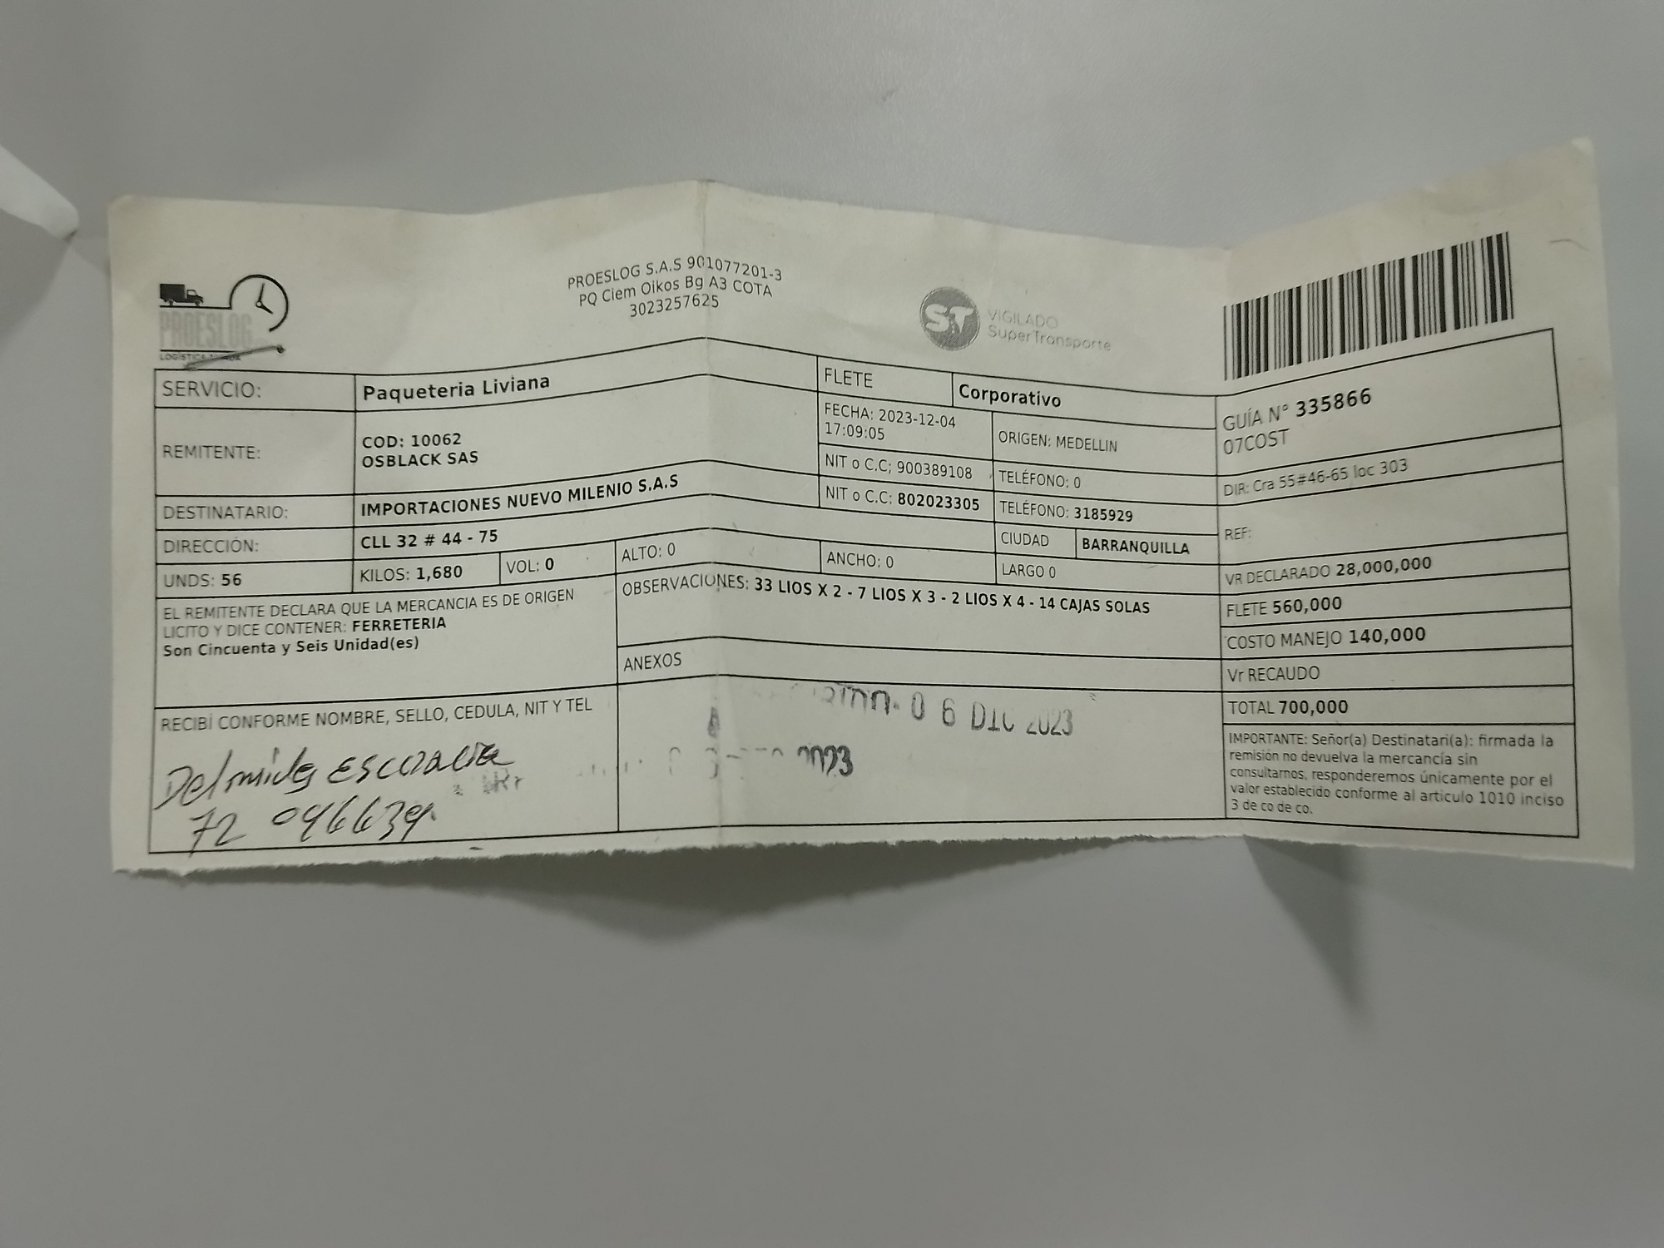 PROESLOG
PROESLOG S.A.S 901077201-3
PQ Ciem Oikos Bg A3 COTA
3023257625
ST VIGILADO
SuperTransporte
SERVICIO: Paqueteria Liviana
FLETE Corporativo
GUÍA N° 335866
07COST
REMITENTE: COD: 10062
OSBLACK SAS
FECHA: 2023-12-04
17:09:05
ORIGEN: MEDELLIN
NIT o C.C: 900389108
TELÉFONO: 0
DIR: Cra 55#46-65 loc 303
DESTINATARIO: IMPORTACIONES NUEVO MILENIO S.A.S
NIT o C.C: 802023305
TELÉFONO: 3185929
REF:
DIRECCIÓN: CLL 32 # 44 - 75
CIUDAD BARRANQUILLA
UNDS: 56 KILOS: 1,680 VOL: 0 ALTO: 0 ANCHO: 0 LARGO 0
VR DECLARADO 28,000,000
EL REMITENTE DECLARA QUE LA MERCANCIA ES DE ORIGEN
LICITO Y DICE CONTENER: FERRETERIA
Son Cincuenta y Seis Unidad(es)
OBSERVACIONES: 33 LIOS X 2 - 7 LIOS X 3 - 2 LIOS X 4 - 14 CAJAS SOLAS
FLETE 560,000
COSTO MANEJO 140,000
ANEXOS
Vr RECAUDO
TOTAL 700,000
RECIBÍ CONFORME NOMBRE, SELLO, CEDULA, NIT Y TEL
72 046639
06 DIC 2023
2023
IMPORTANTE: Señor(a) Destinatari(a): firmada la
remisión no devuelva la mercancía sin
consultarnos, responderemos únicamente por el
valor establecido conforme al articulo 1010 inciso
3 de co de co.